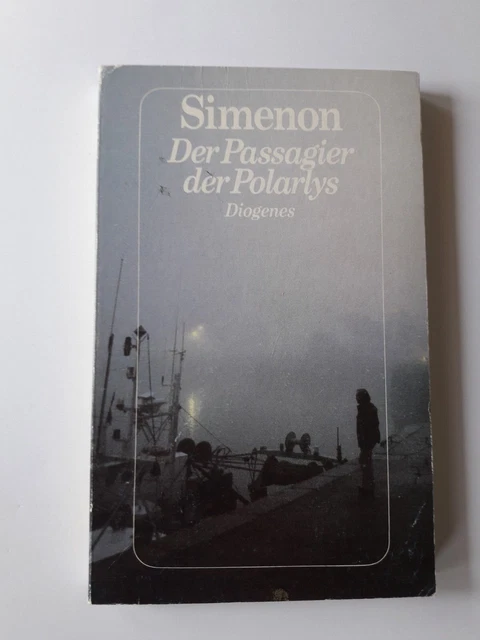 Simenon
Der Passagier
der Polarlys
Diogenes